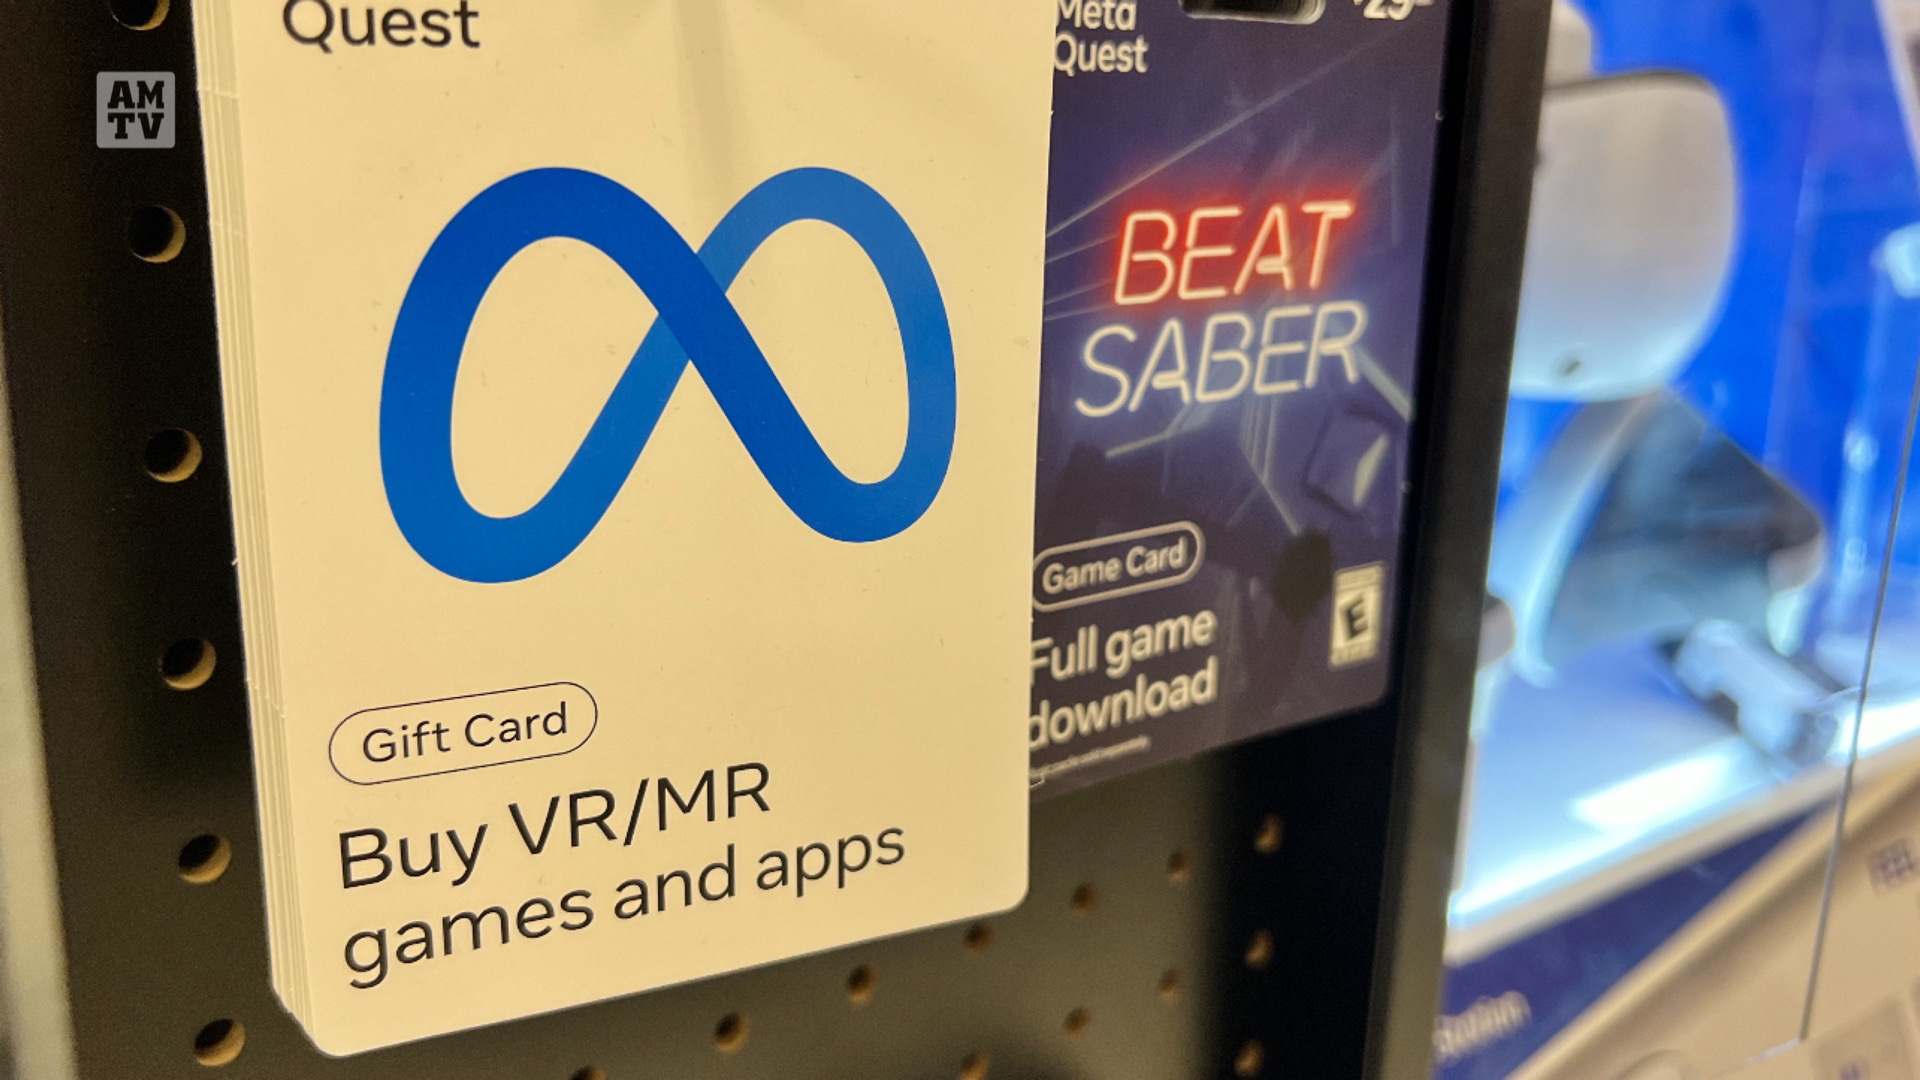 Quest
AM
TV
Gift Card
Buy VR/MR
games and apps
Meta
Quest
BEAT
SABER
Game Card
Full game
download
E